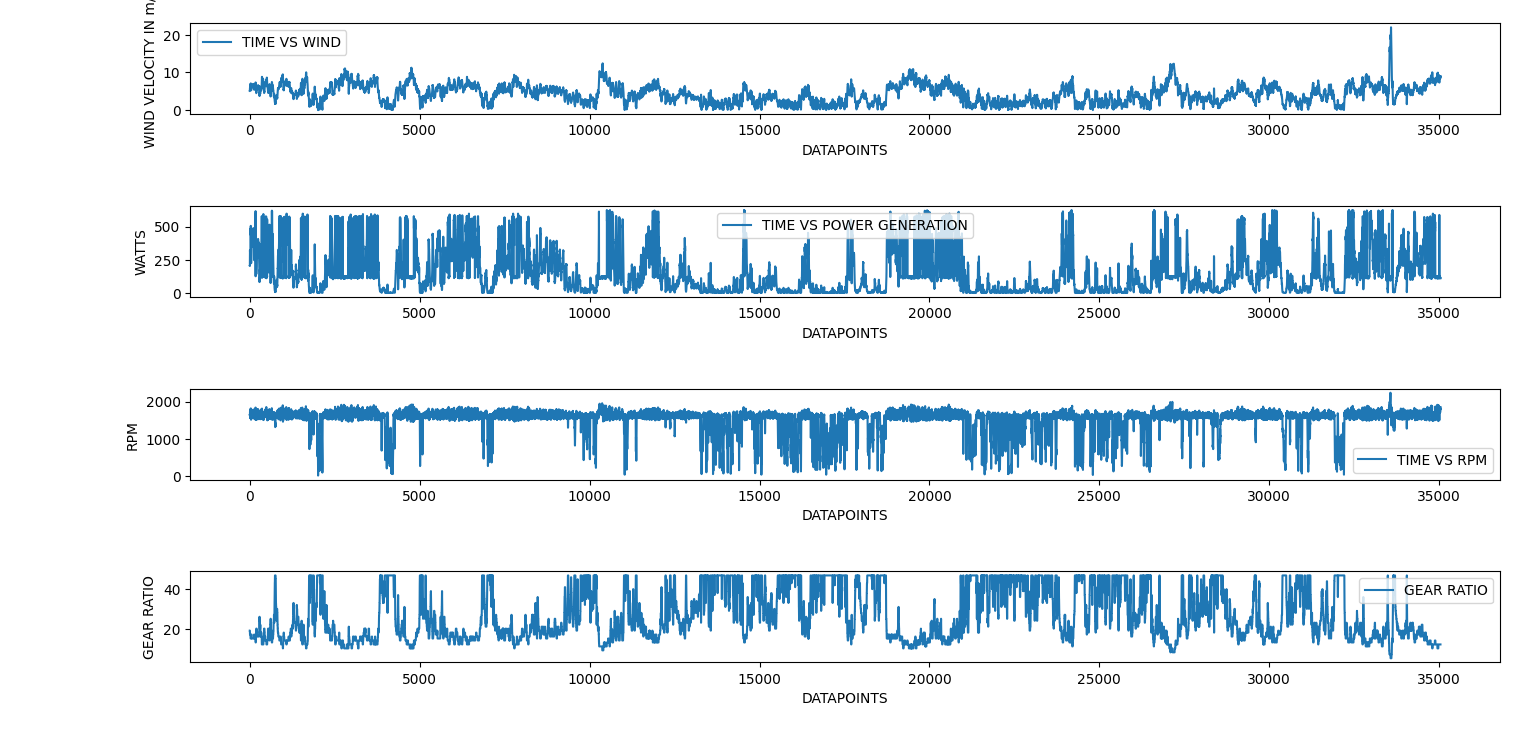 WIND VELOCITY IN m/
20
10
0
TIME VS WIND
0 5000 10000 15000 20000 25000 30000 35000
DATAPOINTS
WATTS
500
250
0
TIME VS POWER GENERATION
0 5000 10000 15000 20000 25000 30000 35000
DATAPOINTS
RPM
2000
1000
0
TIME VS RPM
0 5000 10000 15000 20000 25000 30000 35000
DATAPOINTS
GEAR RATIO
40
20
GEAR RATIO
0 5000 10000 15000 20000 25000 30000 35000
DATAPOINTS